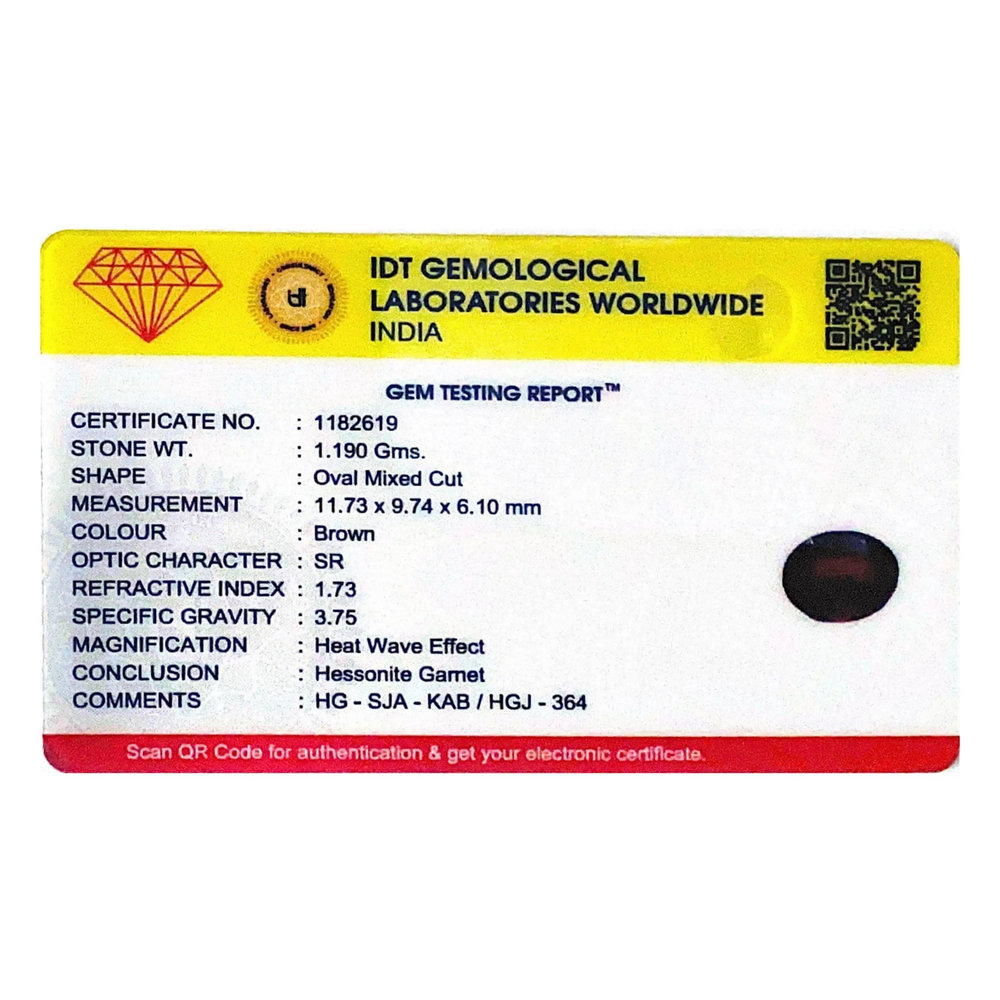 IDT GEMOLOGICAL
LABORATORIES WORLDWIDE
INDIA
GEM TESTING REPORT™
CERTIFICATE NO. : 1182619
STONE WT. : 1.190 Gms.
SHAPE : Oval Mixed Cut
MEASUREMENT : 11.73 x 9.74 x 6.10 mm
COLOUR : Brown
OPTIC CHARACTER : SR
REFRACTIVE INDEX : 1.73
SPECIFIC GRAVITY : 3.75
MAGNIFICATION : Heat Wave Effect
CONCLUSION : Hessonite Garnet
COMMENTS : HG - SJA - KAB / HGJ - 364
Scan QR Code for authentication & get your electronic certificate.